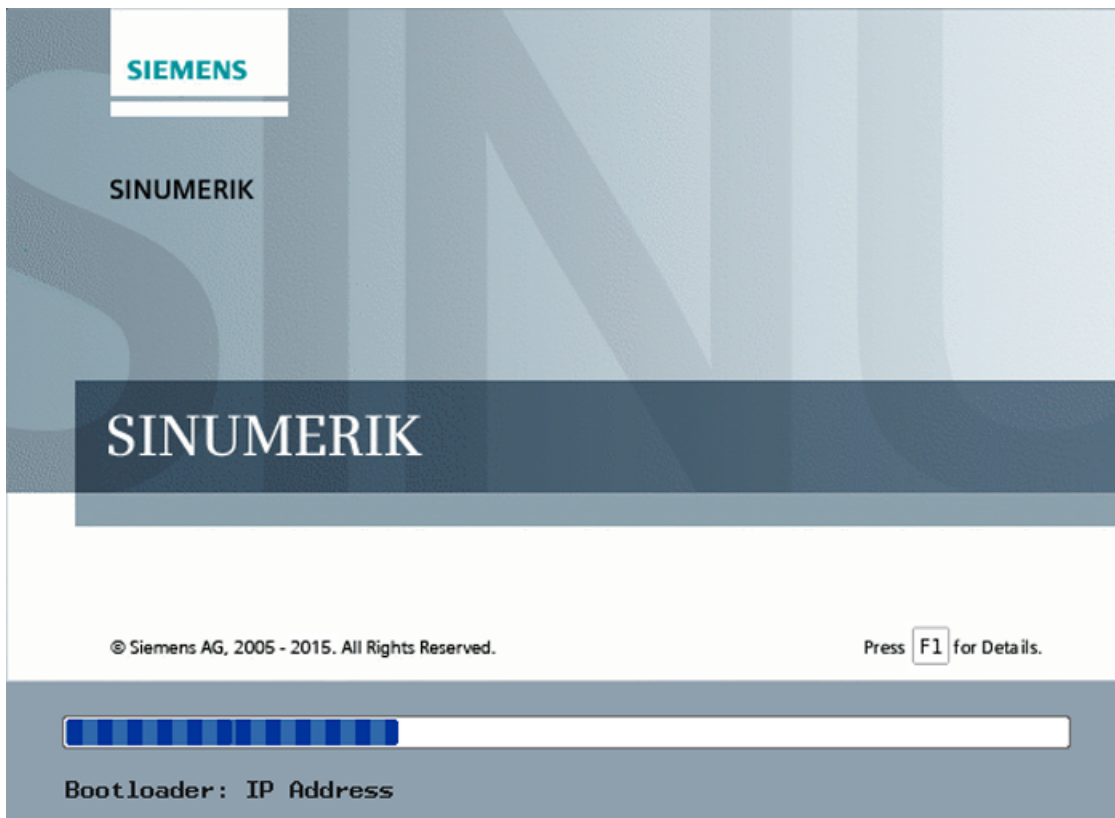 SIEMENS
SINUMERIK
SINUMERIK
© Siemens AG, 2005 - 2015. All Rights Reserved.
Press F1 for Details.
Bootloader: IP Address